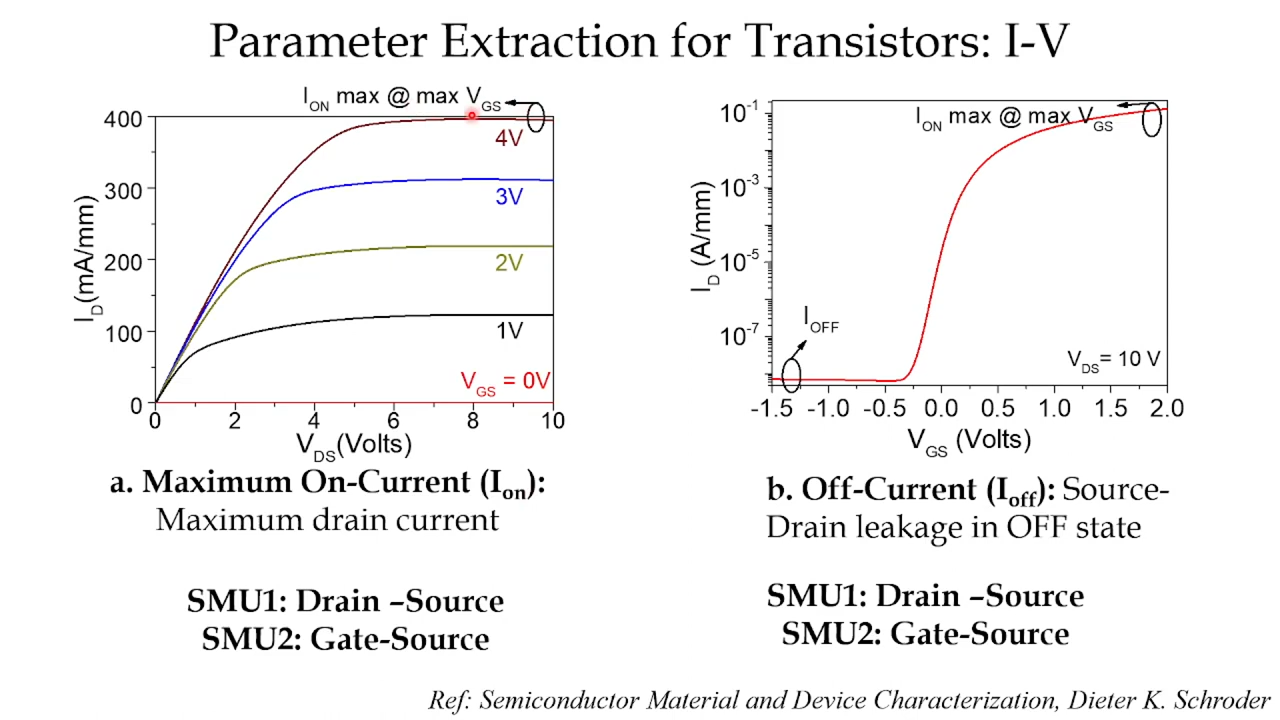 Parameter Extraction for Transistors: I-V
I_ON max @ max V_GS
400
300
200
100
0
I_D(mA/mm)
4V
3V
2V
1V
V_GS = 0V
0 2 4 6 8 10
V_DS(Volts)
I_ON max @ max V_GS
10^-1
10^-3
10^-5
10^-7
I_D (A/mm)
I_OFF
V_DS= 10 V
-1.5 -1.0 -0.5 0.0 0.5 1.0 1.5 2.0
V_GS (Volts)
a. Maximum On-Current (I_on):
Maximum drain current
SMU1: Drain –Source
SMU2: Gate-Source
b. Off-Current (I_off): Source-
Drain leakage in OFF state
SMU1: Drain –Source
SMU2: Gate-Source
Ref: Semiconductor Material and Device Characterization, Dieter K. Schroder